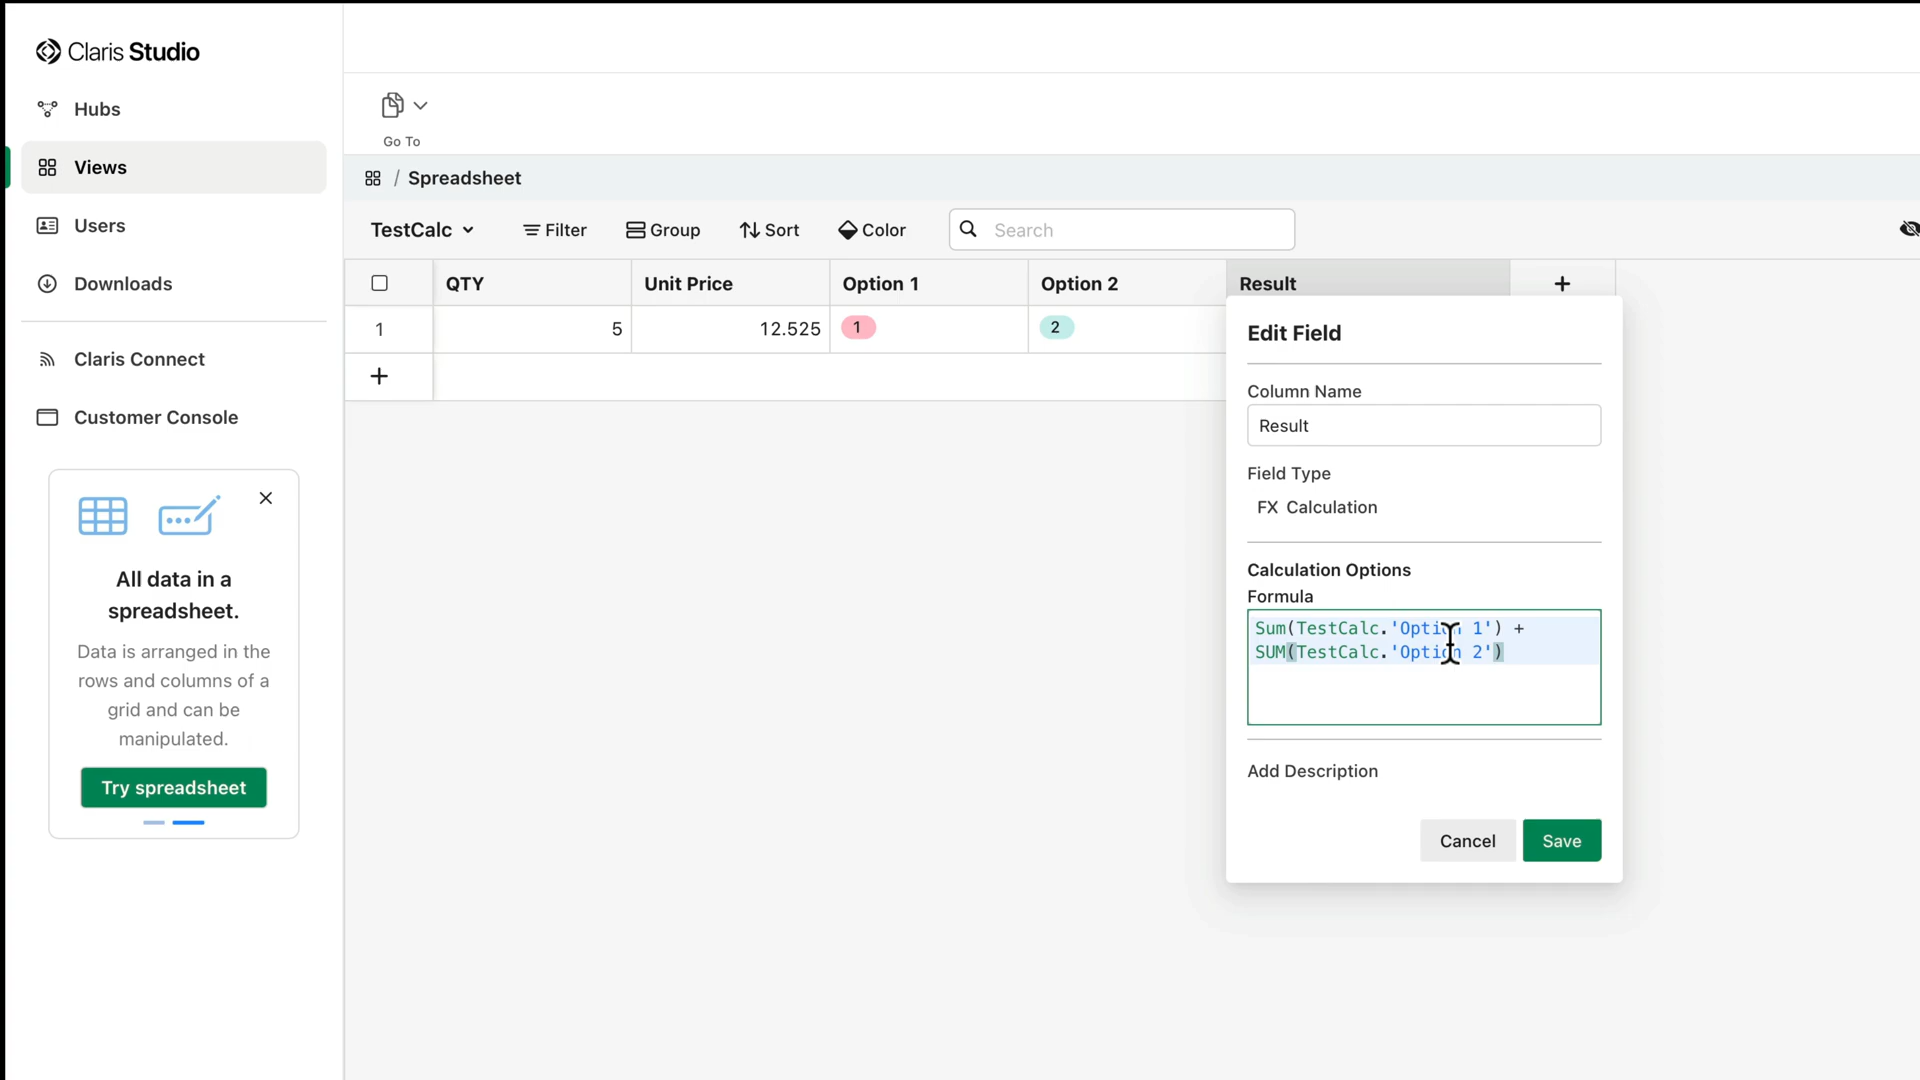 Claris Studio
Hubs
Views
Users
Downloads
Claris Connect
Customer Console
All data in a
spreadsheet.
Data is arranged in the
rows and columns of a
grid and can be
manipulated.
Try spreadsheet
Go To
/ Spreadsheet
TestCalc
Filter
Group
Sort
Color
Search
QTY
Unit Price
Option 1
Option 2
Result
+
1
5
12.525
1
2
+
Edit Field
Column Name
Result
Field Type
FX Calculation
Calculation Options
Formula
Sum(TestCalc.'Option 1') +
SUM(TestCalc.'Option 2')
Add Description
Cancel
Save